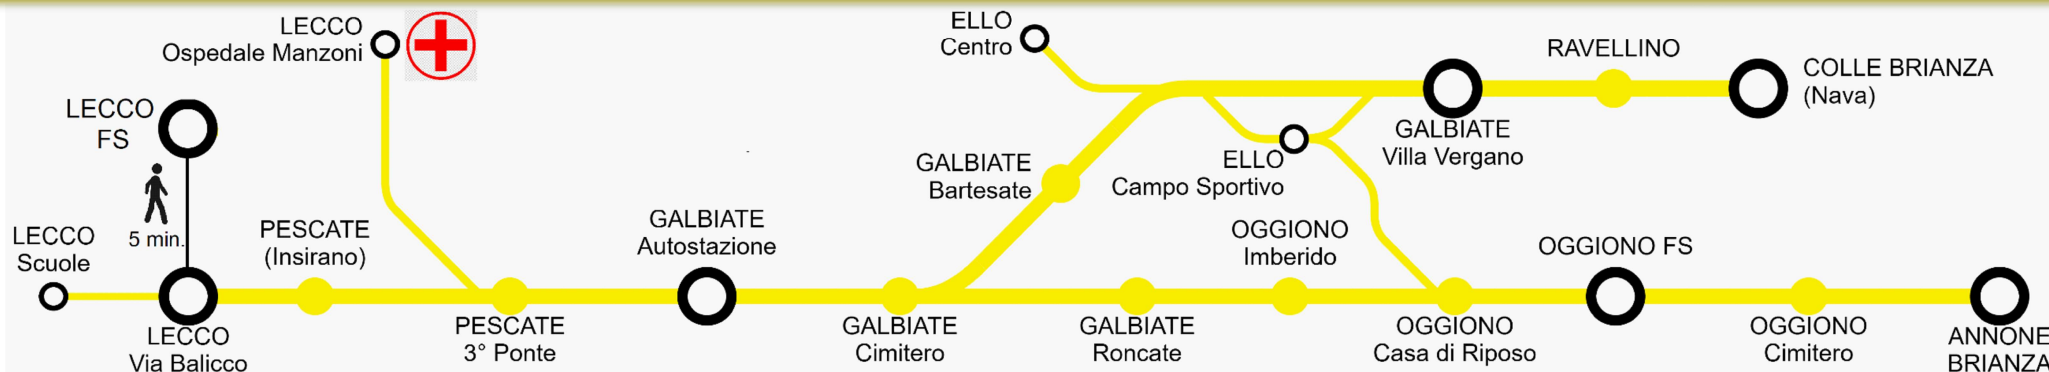 LECCO
Ospedale Manzoni
ELLO
Centro
RAVELLINO
COLLE BRIANZA
(Nava)
LECCO
FS
GALBIATE
Villa Vergano
GALBIATE
Bartesate
ELLO
Campo Sportivo
5 min.
LECCO
Scuole
PESCATE
(Insirano)
GALBIATE
Autostazione
OGGIONO
Imberido
OGGIONO FS
LECCO
Via Balicco
PESCATE
3° Ponte
GALBIATE
Cimitero
GALBIATE
Roncate
OGGIONO
Casa di Riposo
OGGIONO
Cimitero
ANNONE
BRIANZA